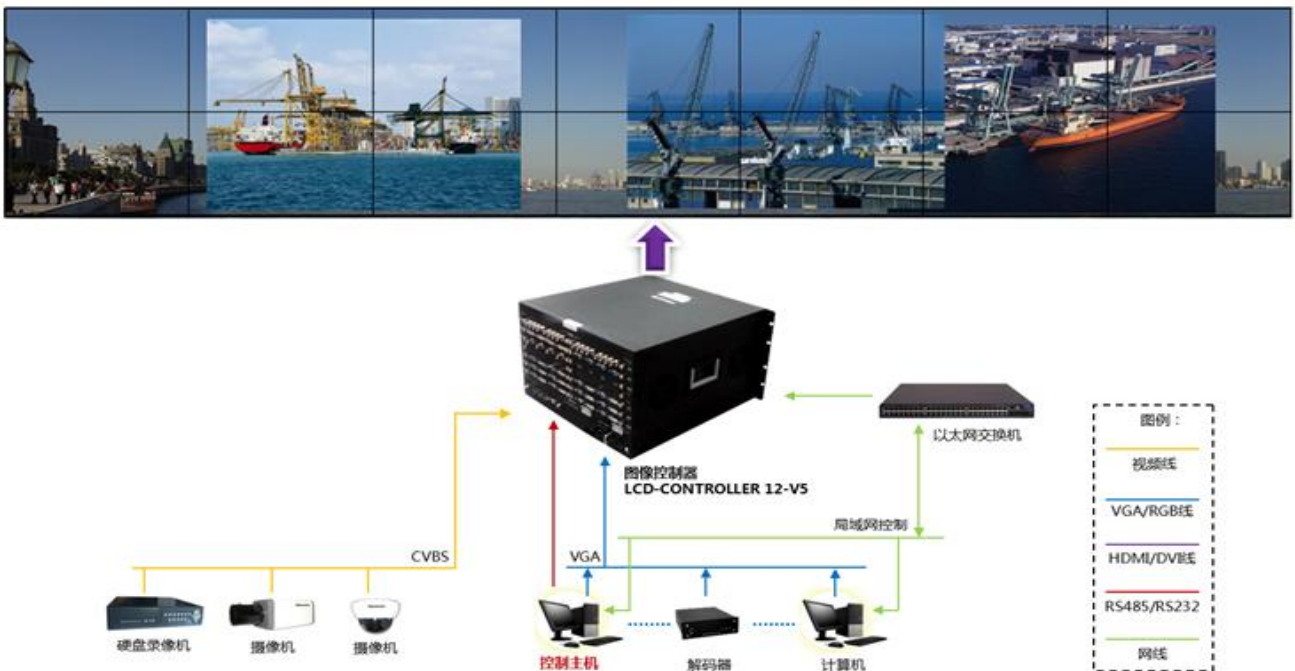 图像控制器
LCD-CONTROLLER 12-V5
以太网交换机
局域网控制
CVBS
VGA
硬盘录像机
摄像机
摄像机
控制主机
解码器
计算机
图例：
视频线
VGA/RGB线
HDMI/DVI线
RS485/RS232
网线